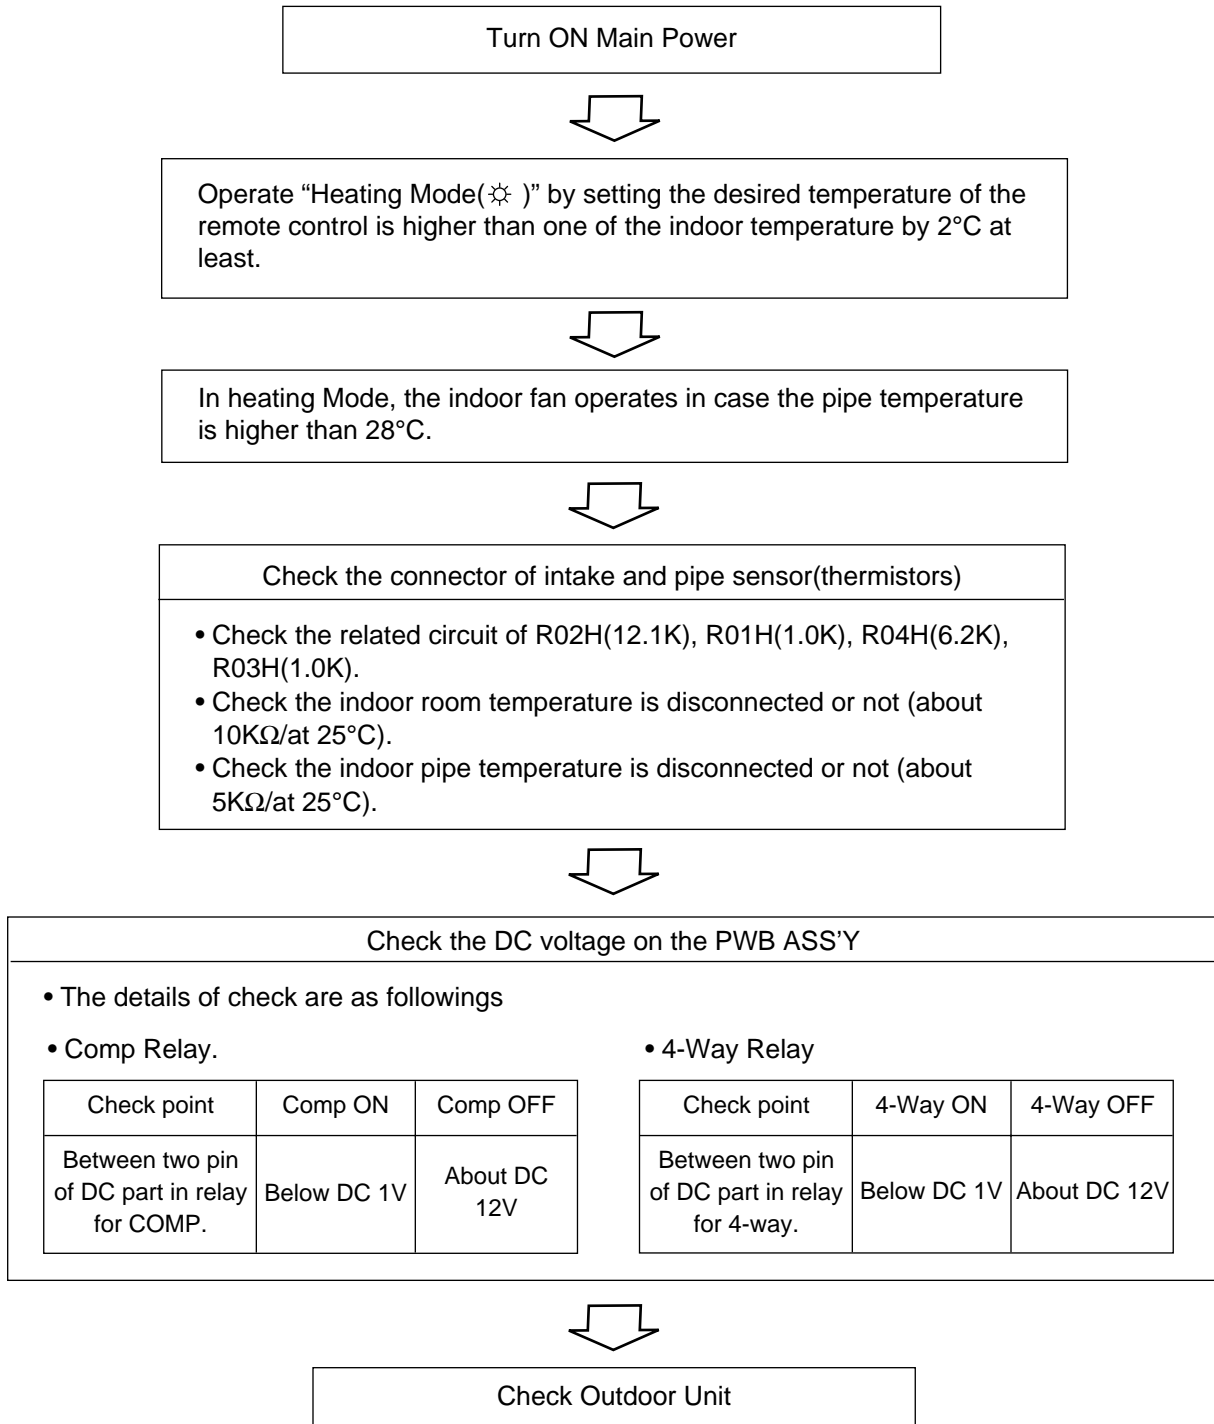 Turn ON Main Power
Operate “Heating Mode(☼ )” by setting the desired temperature of the
remote control is higher than one of the indoor temperature by 2°C at
least.
In heating Mode, the indoor fan operates in case the pipe temperature
is higher than 28°C.
Check the connector of intake and pipe sensor(thermistors)
• Check the related circuit of R02H(12.1K), R01H(1.0K), R04H(6.2K),
R03H(1.0K).
• Check the indoor room temperature is disconnected or not (about
10KΩ/at 25°C).
• Check the indoor pipe temperature is disconnected or not (about
5KΩ/at 25°C).
Check the DC voltage on the PWB ASS’Y
• The details of check are as followings
• Comp Relay.
Check point Comp ON Comp OFF
Between two pin
of DC part in relay
for COMP.
Below DC 1V
About DC
12V
• 4-Way Relay
Check point 4-Way ON 4-Way OFF
Between two pin
of DC part in relay
for 4-way.
Below DC 1V
About DC 12V
Check Outdoor Unit